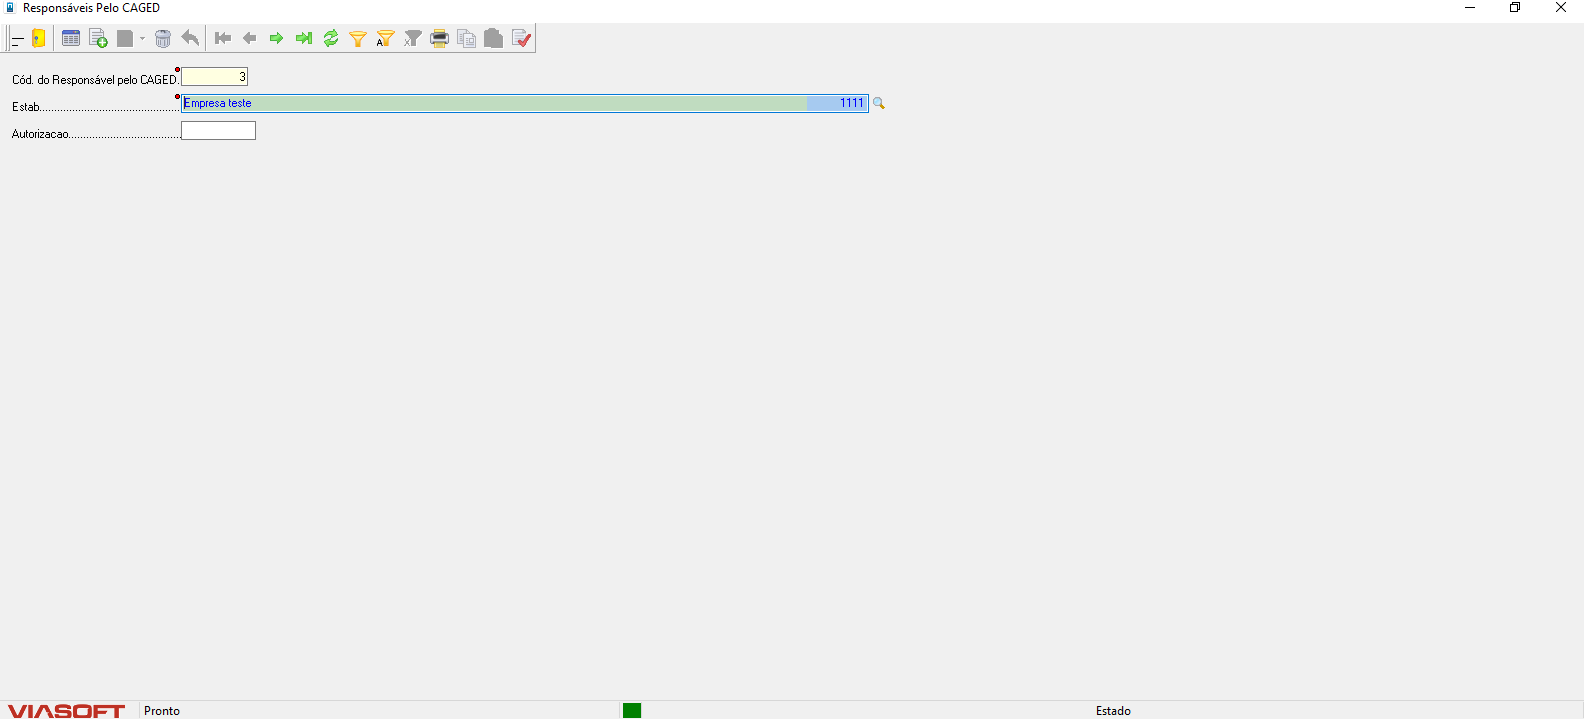 Responsáveis Pelo CAGED
Cód. do Responsável pelo CAGED. 3
Estab............................................... Empresa teste 1111
Autorizacao......................................
VIASOFT Pronto Estado